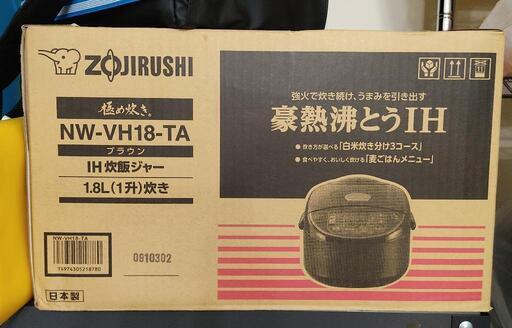 ZOJIRUSHI
極め炊き®
NW-VH18-TA
ブラウン
IH炊飯ジャー
1.8L(1升)炊き
NW-VH18-TA
T4974305218780
0910302
日本製
強火で炊き続け、うまみを引き出す
豪熱沸とうIH
● 炊き方が選べる「白米炊き分け3コース」
● 食べやすく、おいしく炊ける「麦ごはんメニュー」